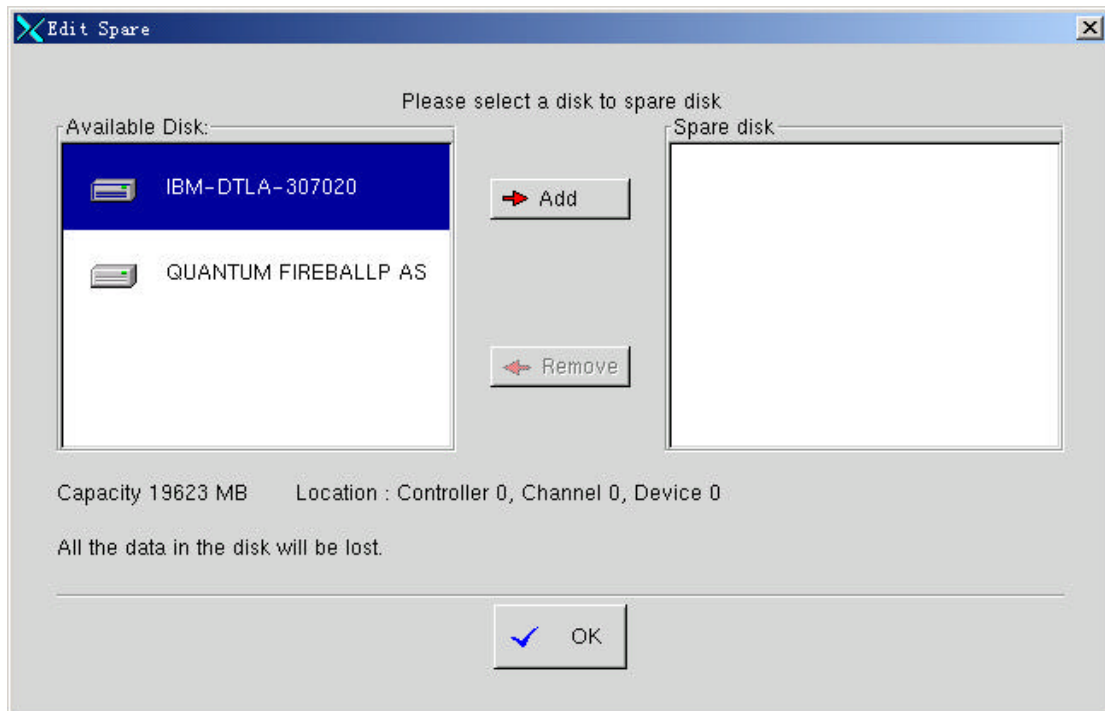 Edit Spare
Please select a disk to spare disk
Available Disk:
Spare disk
IBM-DTLA-307020
Add
QUANTUM FIREBALLP AS
Remove
Capacity 19623 MB Location : Controller 0, Channel 0, Device 0
All the data in the disk will be lost.
OK